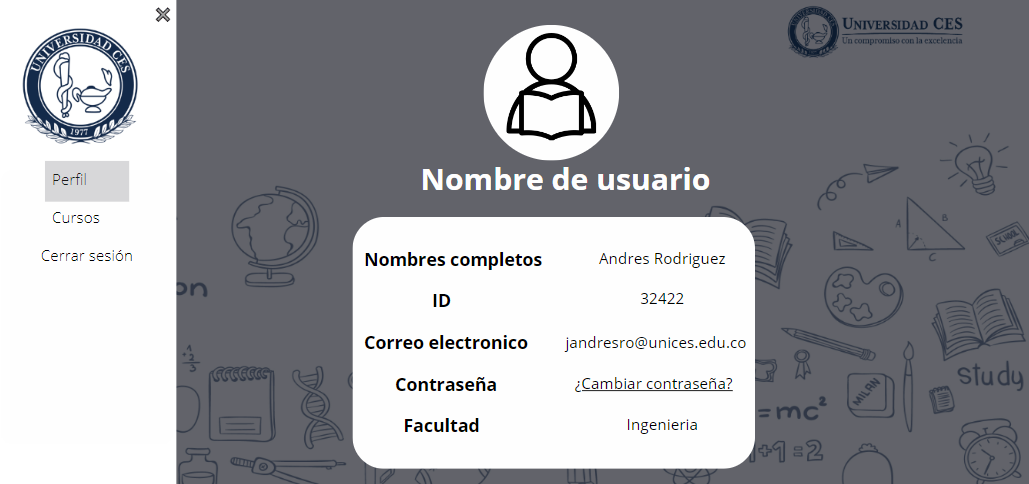 UNIVERSIDAD CES
1977
Perfil
Cursos
Cerrar sesión
UNIVERSIDAD CES
Un compromiso con la excelencia
Nombre de usuario
Nombres completos Andres Rodriguez
ID 32422
Correo electronico jandresro@unices.edu.co
Contraseña ¿Cambiar contraseña?
Facultad Ingenieria
on
A
B
C
SCHOOL
MILAN
study
=mc²
1+1=2